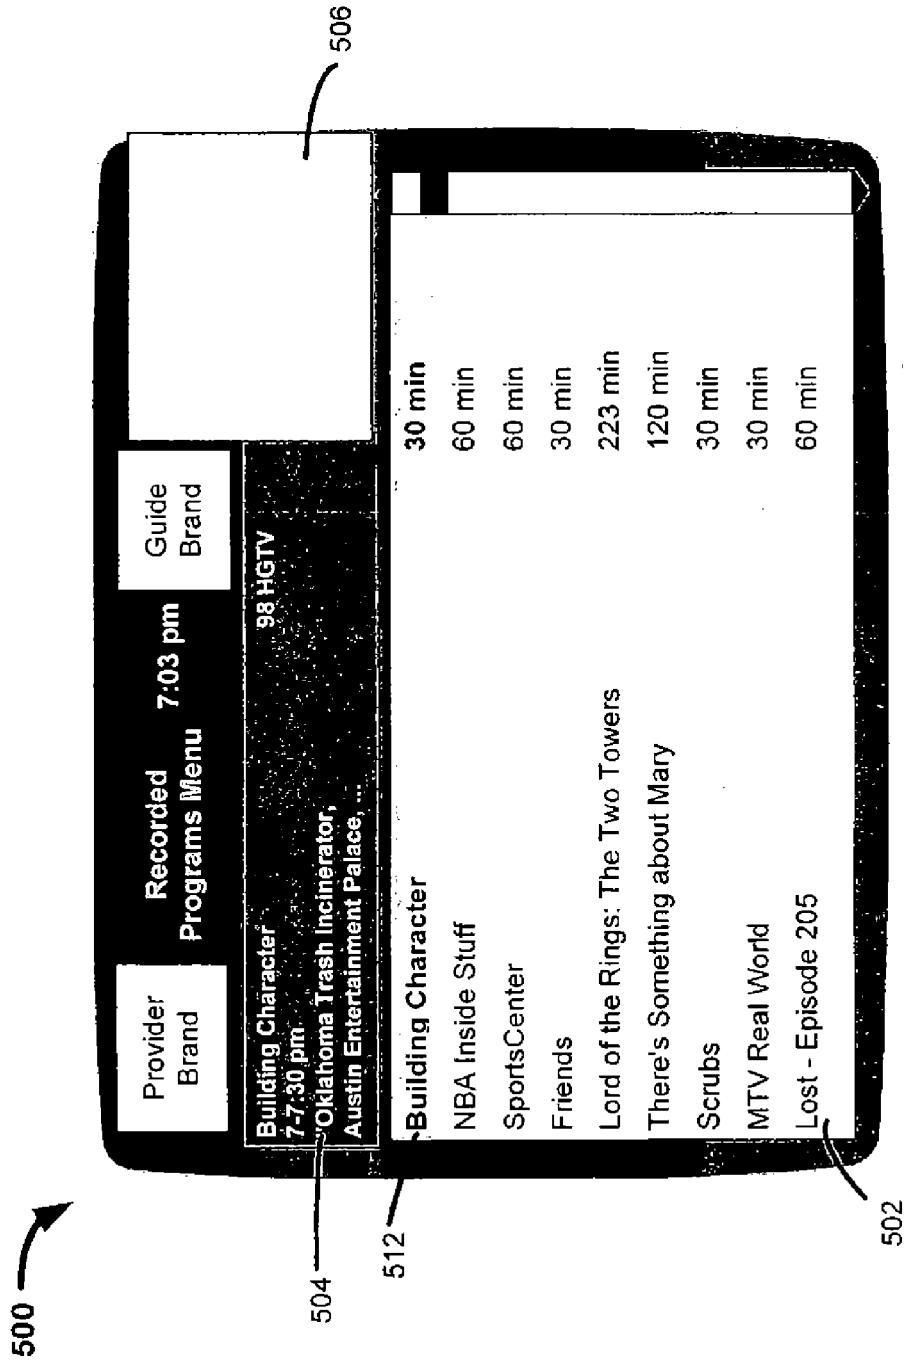 500
506
Provider
Brand
Recorded
Programs Menu
7:03 pm
Guide
Brand
Building Character
98 HGTV
7-7:30 pm
Oklahoma Trash Incinerator,
Austin Entertainment Palace, ...
504
512
Building Character 30 min
NBA Inside Stuff 60 min
SportsCenter 60 min
Friends 30 min
Lord of the Rings: The Two Towers 223 min
There's Something about Mary 120 min
Scrubs 30 min
MTV Real World 30 min
Lost - Episode 205 60 min
502